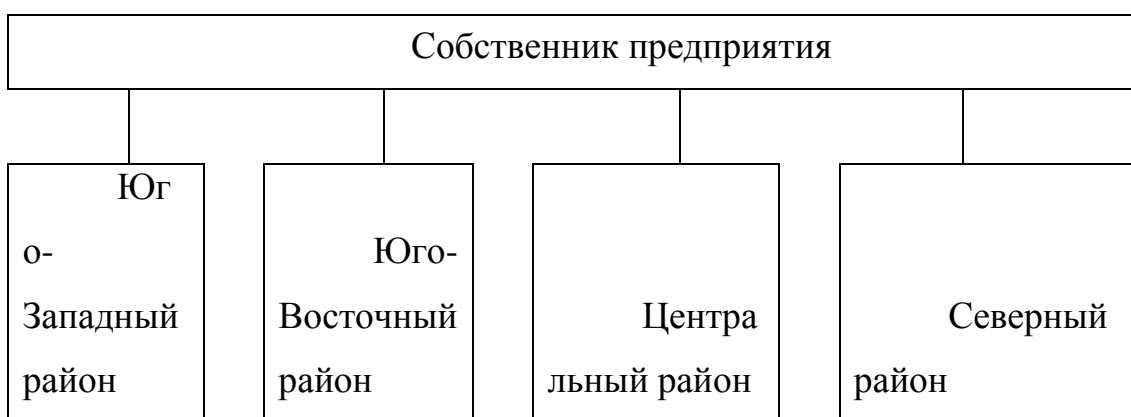 Собственник предприятия
Юг
о-
Западный
район
Юго-
Восточный
район
Центра
льный район
Северный
район